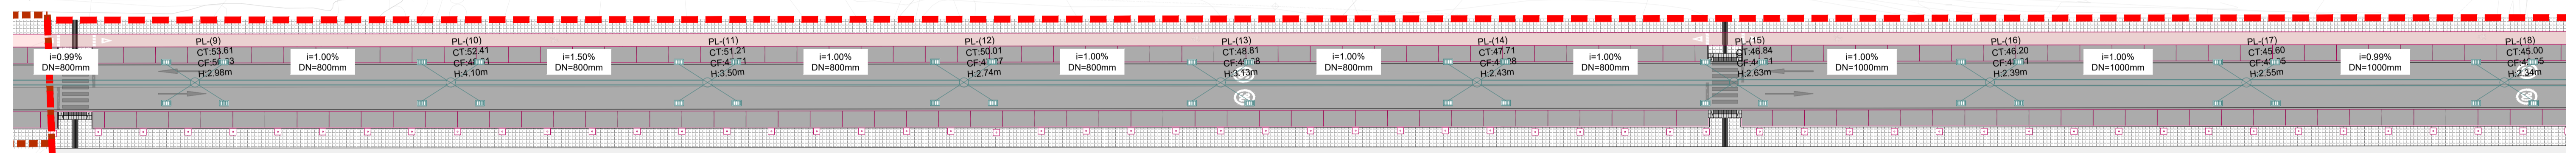 i=0.99%
DN=800mm
PL-(9)
CT:53.61
H:2.98m
i=1.00%
DN=800mm
PL-(10)
CT:52.41
H:4.10m
i=1.50%
DN=800mm
PL-(11)
CT:51.21
H:3.50m
i=1.00%
DN=800mm
PL-(12)
CT:50.01
H:2.74m
i=1.00%
DN=800mm
PL-(13)
CT:48.81
H:3.13m
i=1.00%
DN=800mm
PL-(14)
CT:47.71
H:2.43m
i=1.00%
DN=800mm
PL-(15)
CT:46.84
H:2.63m
i=1.00%
DN=1000mm
PL-(16)
CT:46.20
H:2.39m
i=1.00%
DN=1000mm
PL-(17)
CT:45.60
H:2.55m
i=0.99%
DN=1000mm
PL-(18)
CT:45.00
H:2.34m